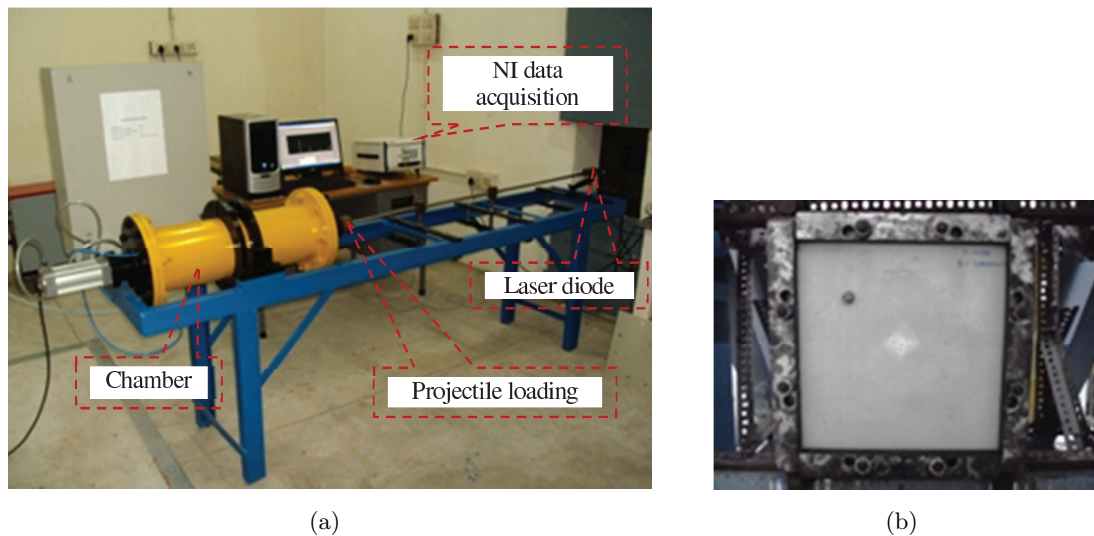 NI data
acquisition
Laser diode
Chamber
Projectile loading
(a)
(b)